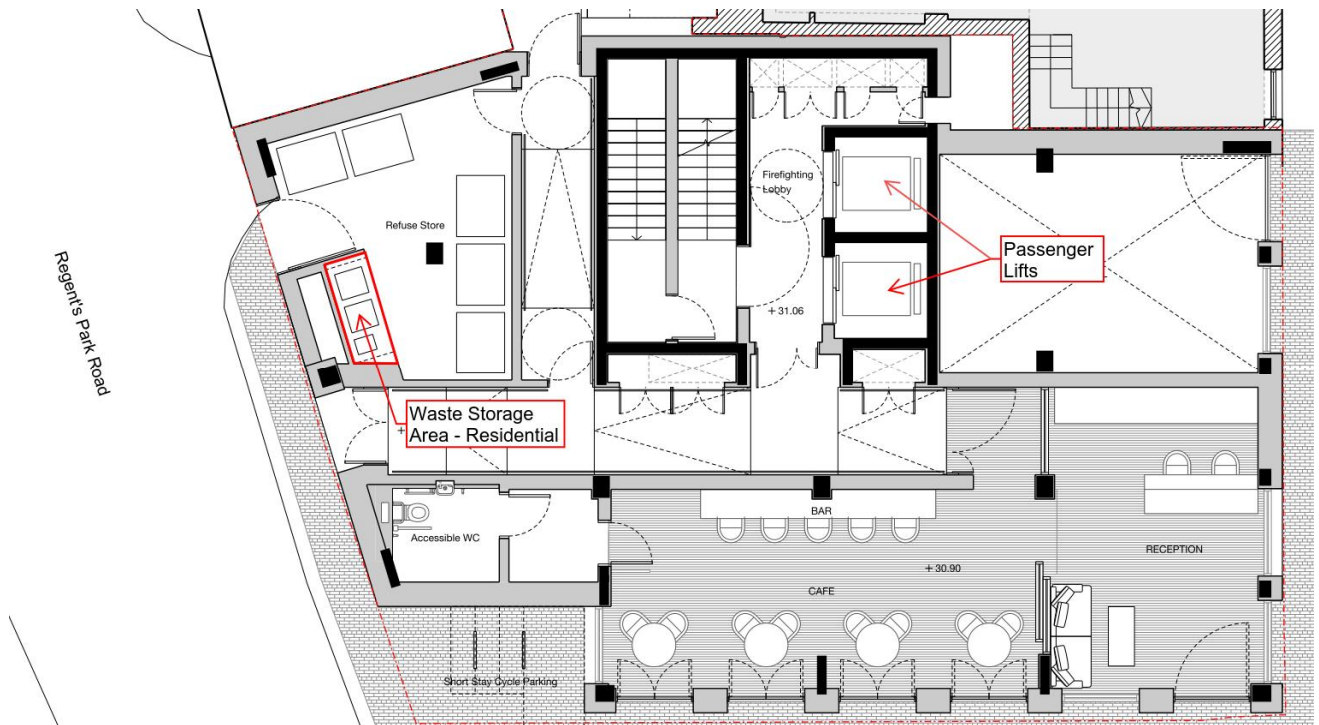 Firefighting
Lobby
Refuse Store
Passenger
Lifts
Regent's Park Road
+ 31.06
Waste Storage
Area - Residential
+
BAR
Accessible WC
RECEPTION
+ 30.90
CAFE
Short Stay Cycle Parking